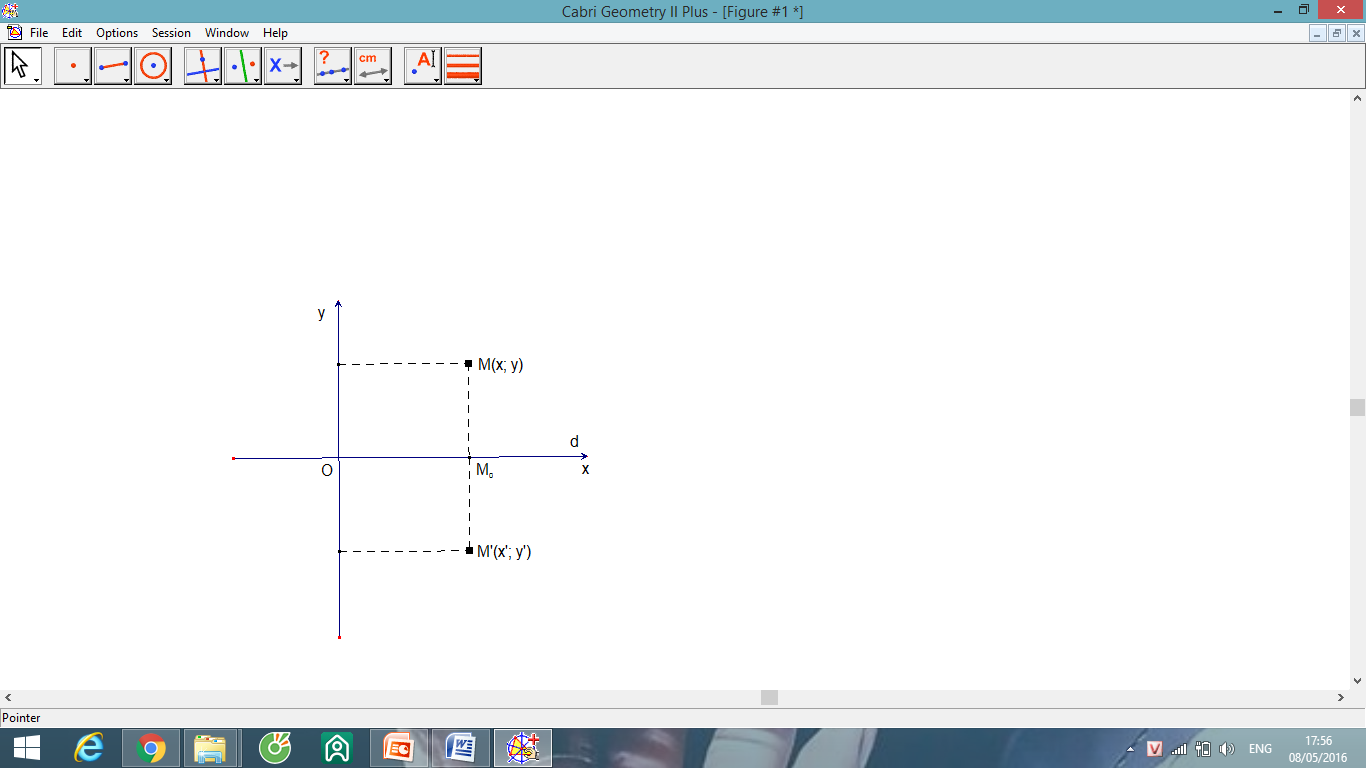 Cabri Geometry II Plus - [Figure #1 *]
File Edit Options Session Window Help
X
?
cm
A
y
M(x; y)
d
O
M₀
x
M'(x'; y')
Pointer
W
V
ENG
17:56
08/05/2016